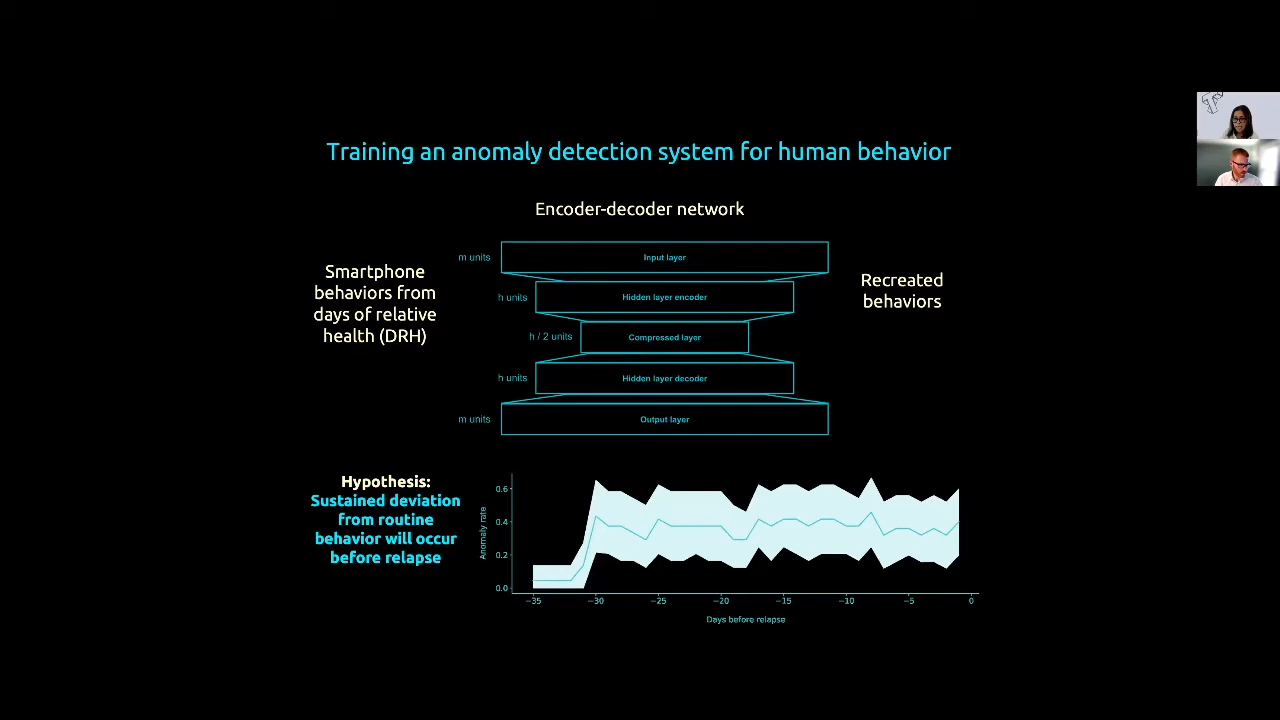 Training an anomaly detection system for human behavior
Encoder-decoder network
Smartphone
behaviors from
days of relative
health (DRH)
m units
Input layer
h units
Hidden layer encoder
h / 2 units
Compressed layer
h units
Hidden layer decoder
m units
Output layer
Recreated
behaviors
Hypothesis:
Sustained deviation
from routine
behavior will occur
before relapse
Anomaly rate
0.6
0.4
0.2
0.0
−35 −30 −25 −20 −15 −10 −5 0
Days before relapse